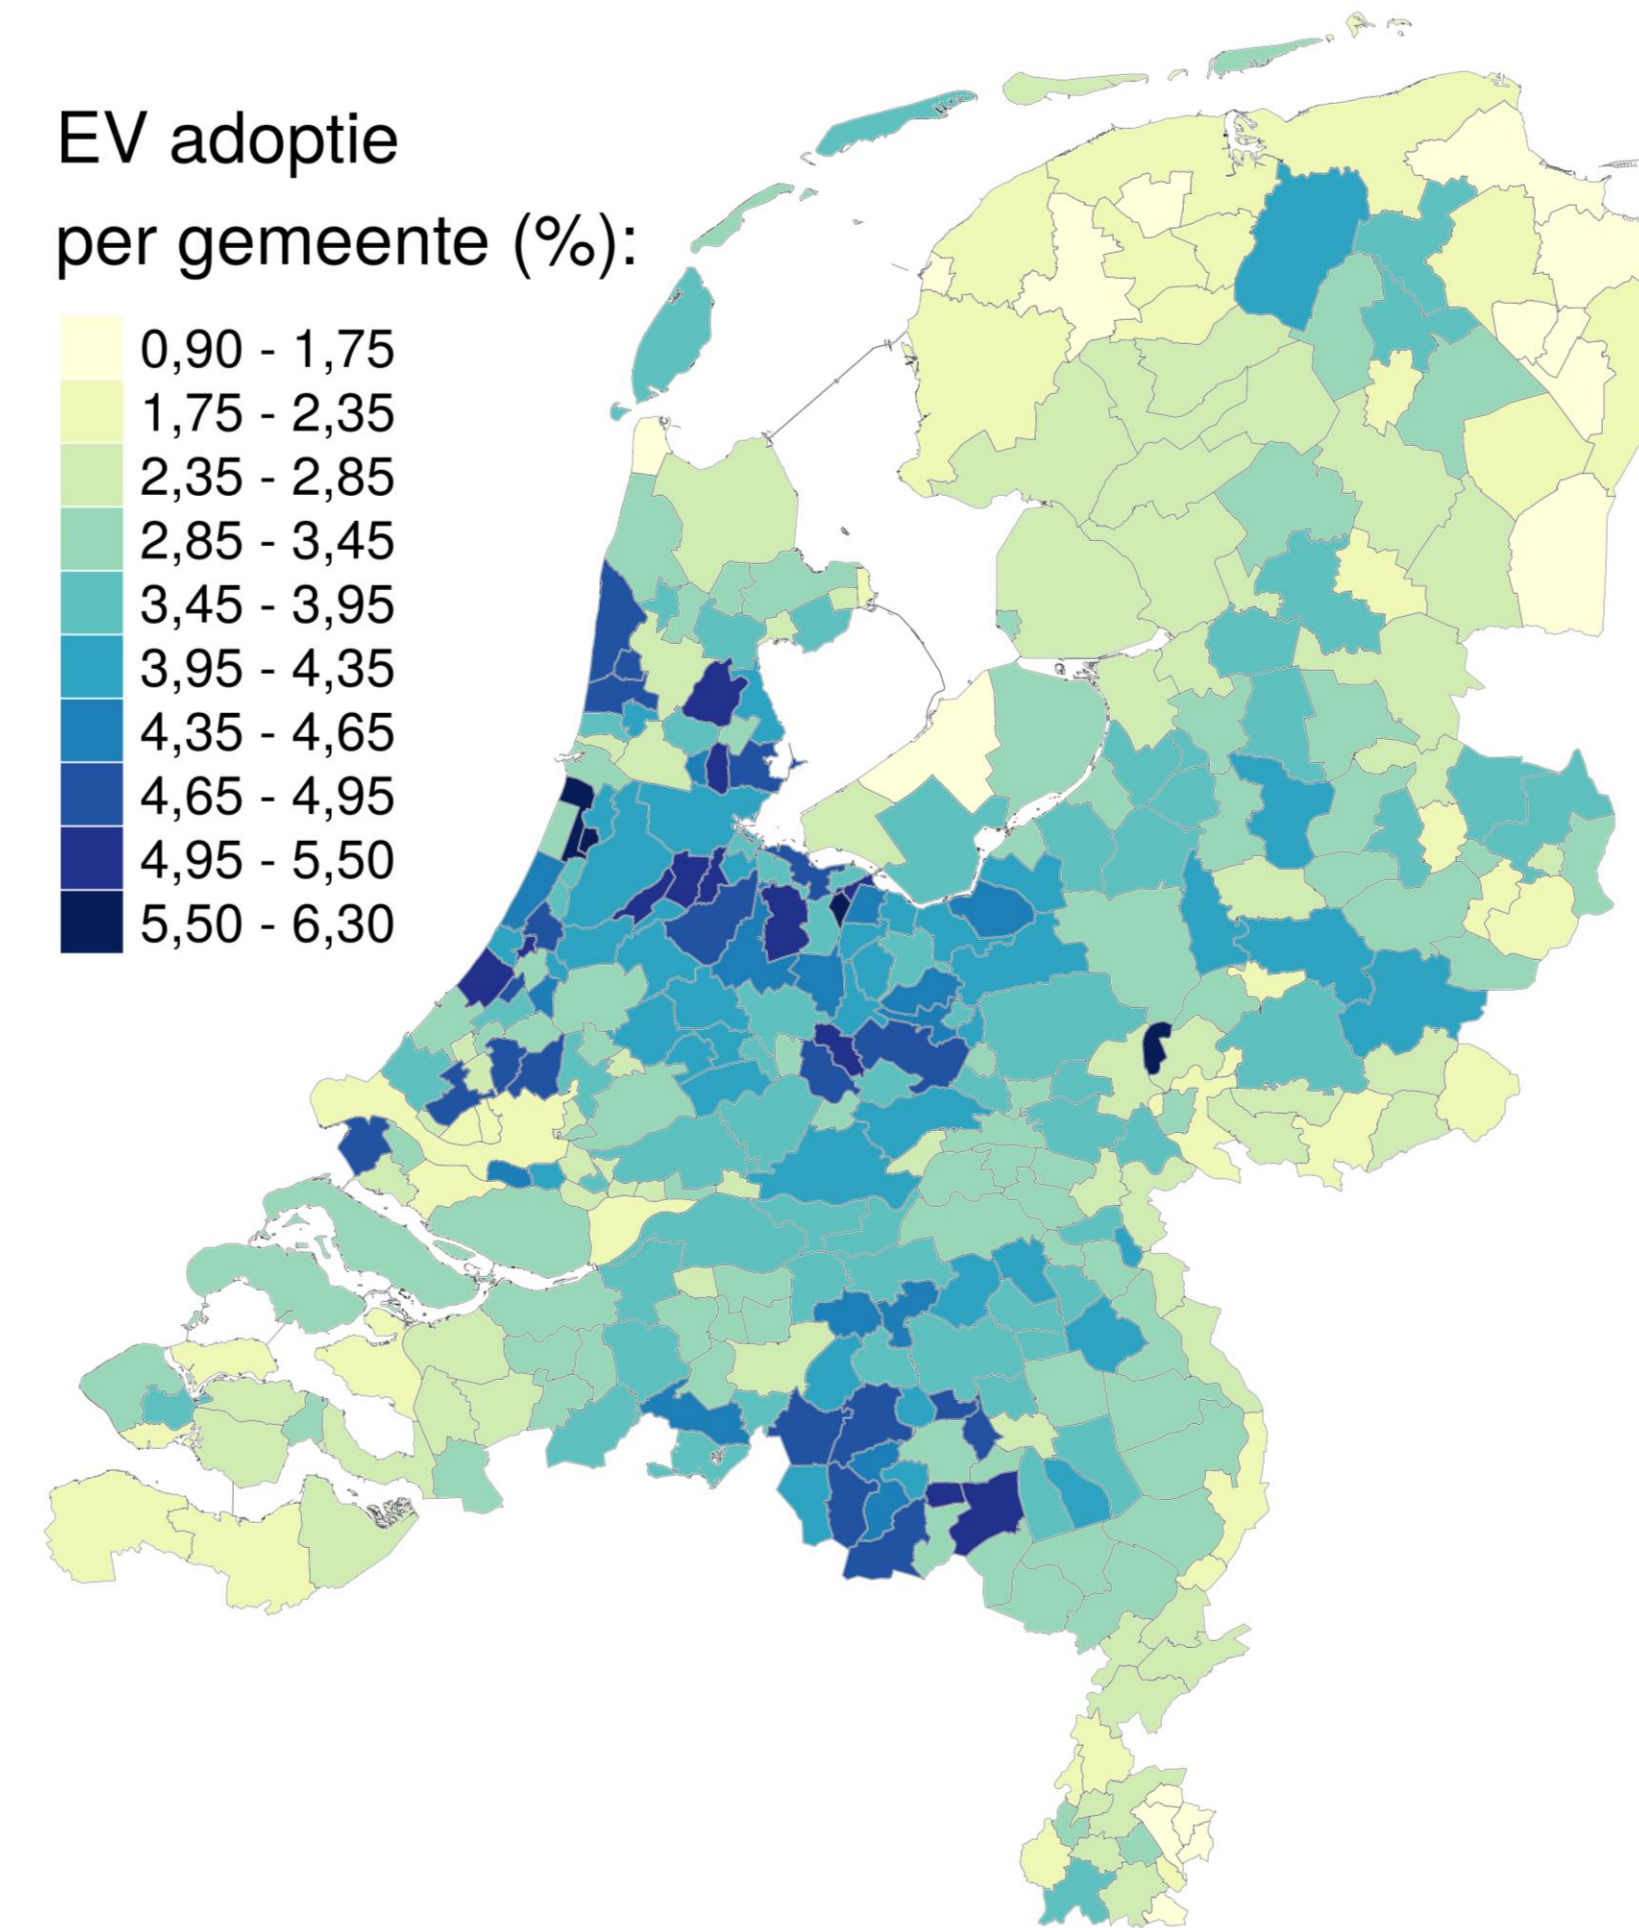 EV adoptie
per gemeente (%):
0,90 - 1,75
1,75 - 2,35
2,35 - 2,85
2,85 - 3,45
3,45 - 3,95
3,95 - 4,35
4,35 - 4,65
4,65 - 4,95
4,95 - 5,50
5,50 - 6,30